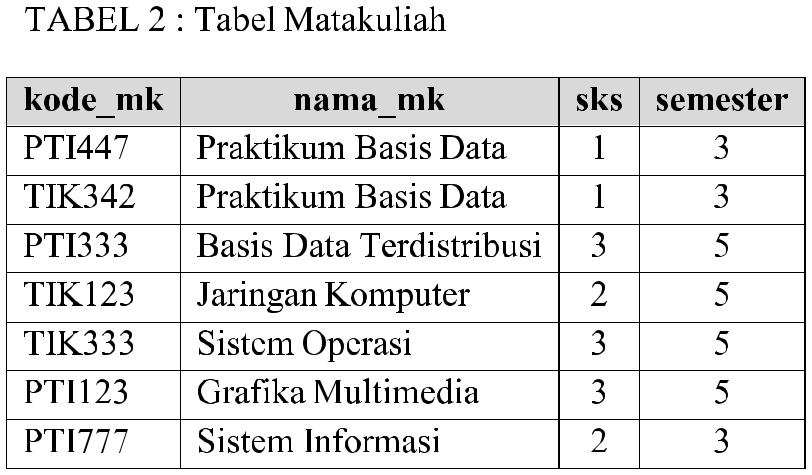 TABEL 2 : Tabel Matakuliah
kode_mk nama_mk sks semester
PTI447 Praktikum Basis Data 1 3
TIK342 Praktikum Basis Data 1 3
PTI333 Basis Data Terdistribusi 3 5
TIK123 Jaringan Komputer 2 5
TIK333 Sistem Operasi 3 5
PTI123 Grafika Multimedia 3 5
PTI777 Sistem Informasi 2 3